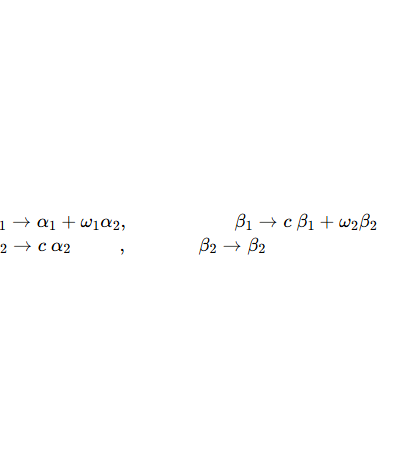 ₁ → α₁ + ω₁α₂, β₁ → c β₁ + ω₂β₂
₂ → c α₂ , β₂ → β₂